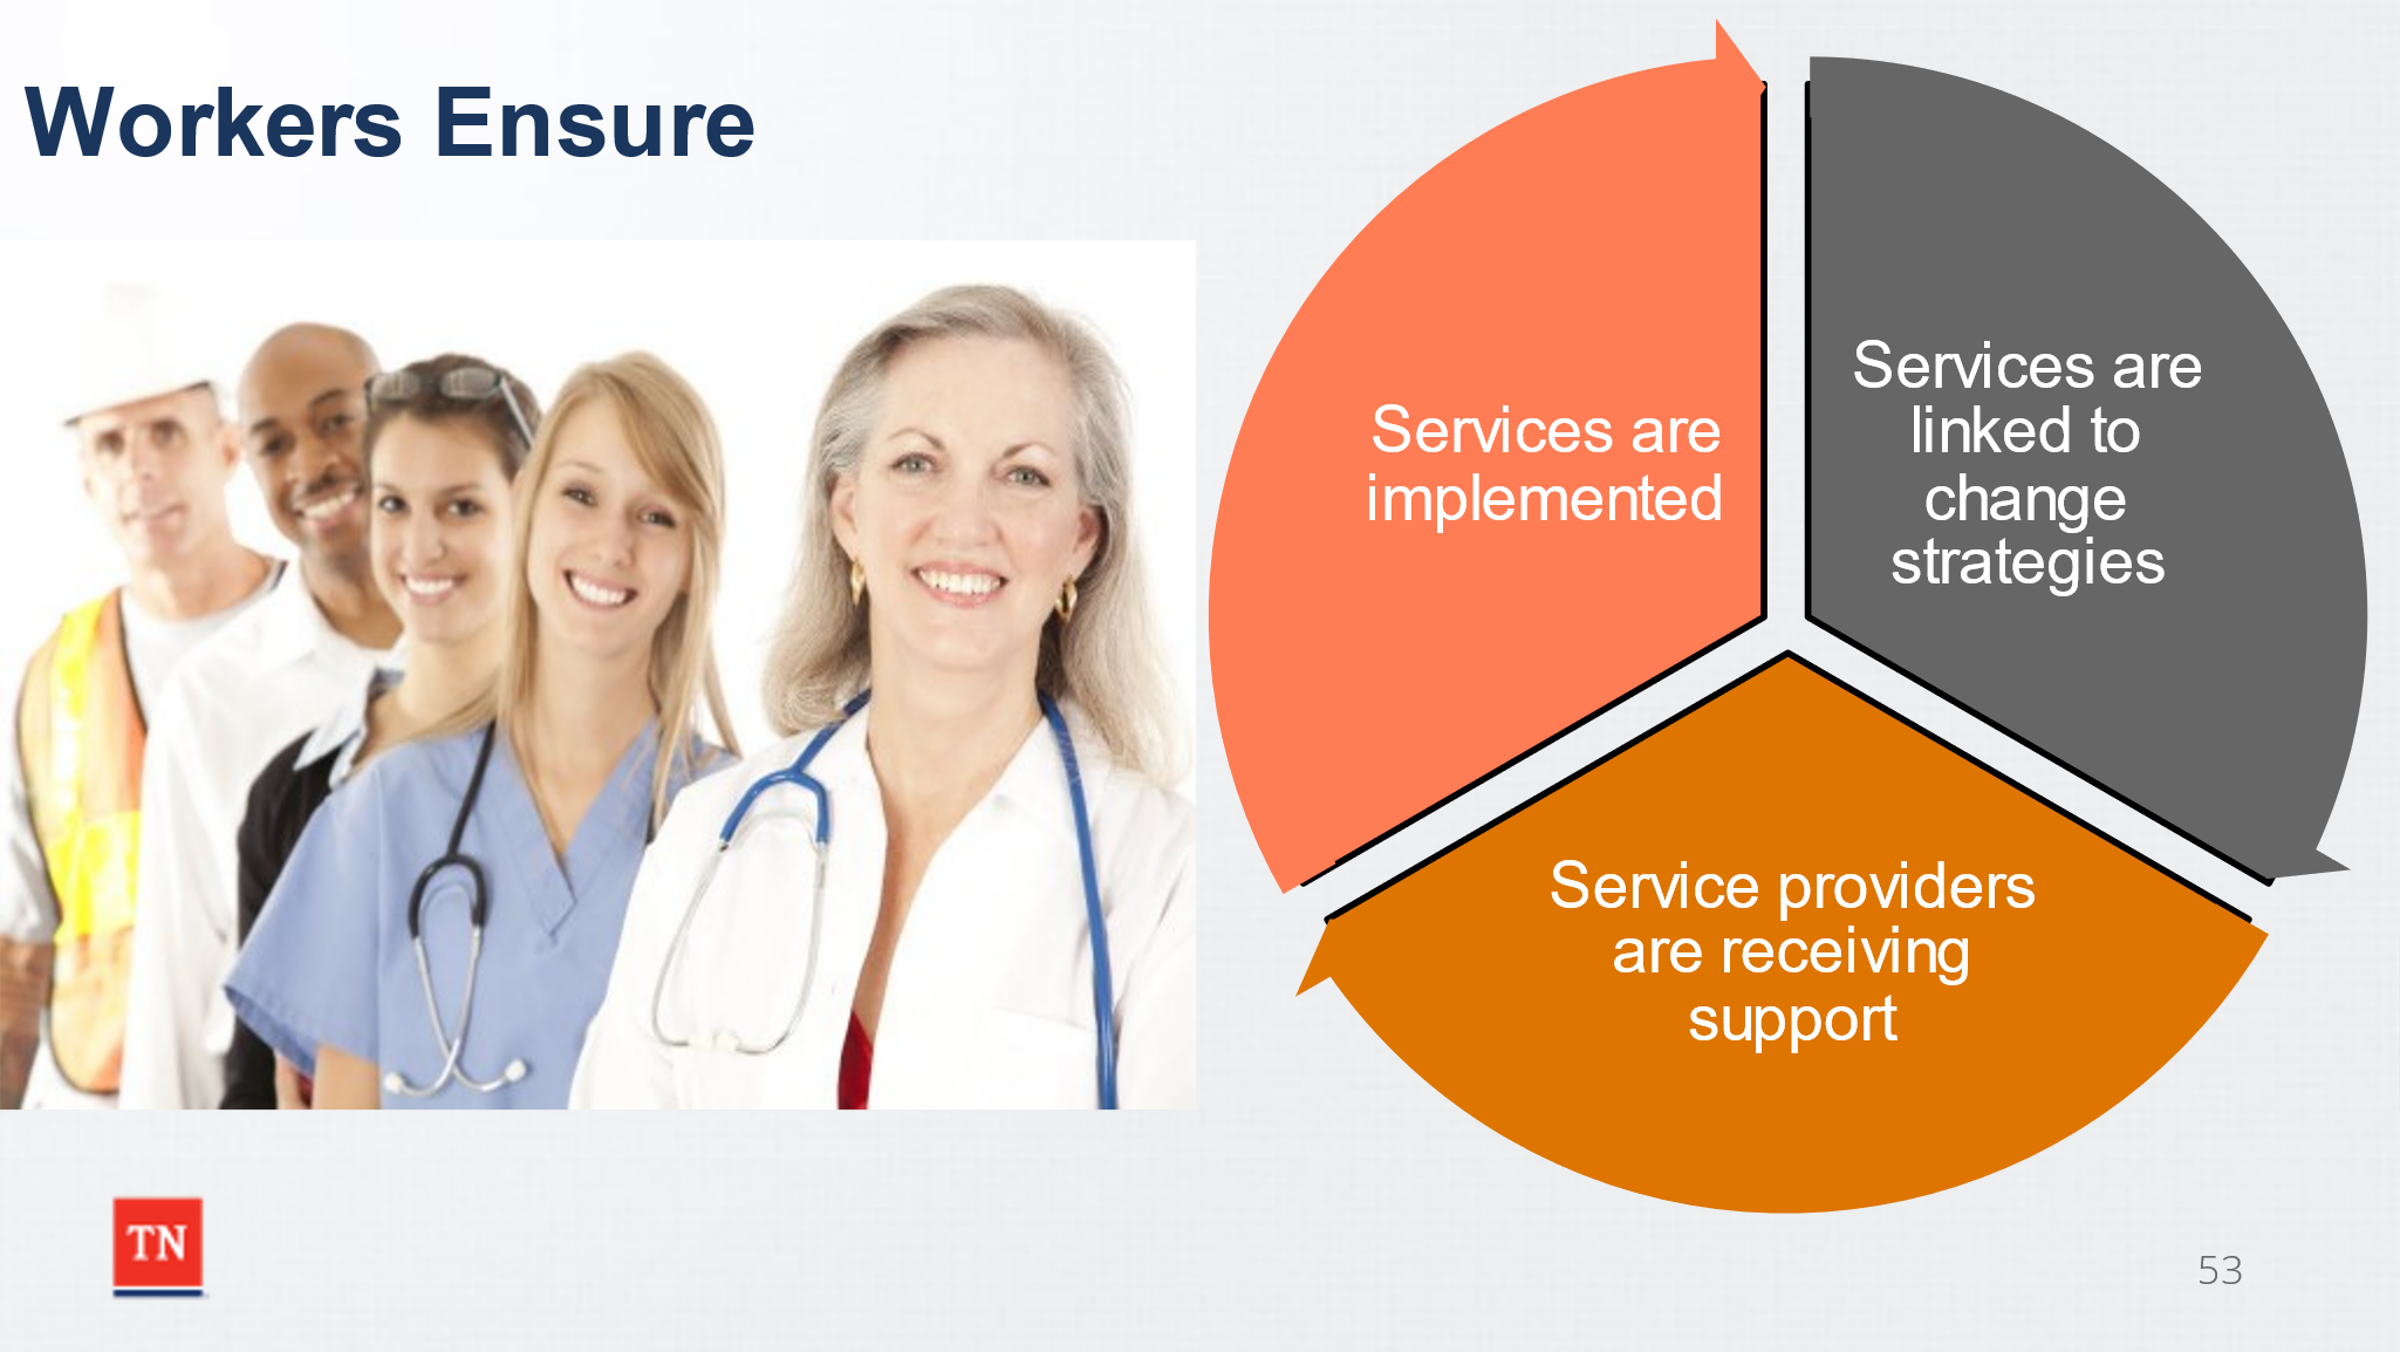 Workers Ensure
Services are
implemented
Services are
linked to
change
strategies
Service providers
are receiving
support
TN
53